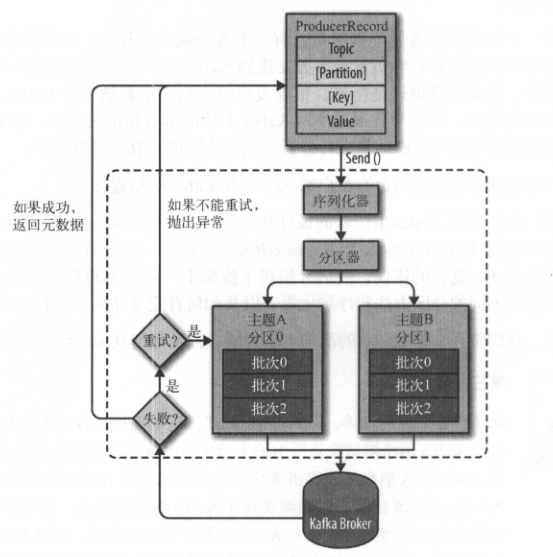 ProducerRecord
Topic
[Partition]
[Key]
Value
Send ()
如果成功，
返回元数据
如果不能重试，
抛出异常
序列化器
分区器
重试?
是
主题A
分区0
批次0
批次1
批次2
主题B
分区1
批次0
批次1
批次2
是
失败?
Kafka Broker